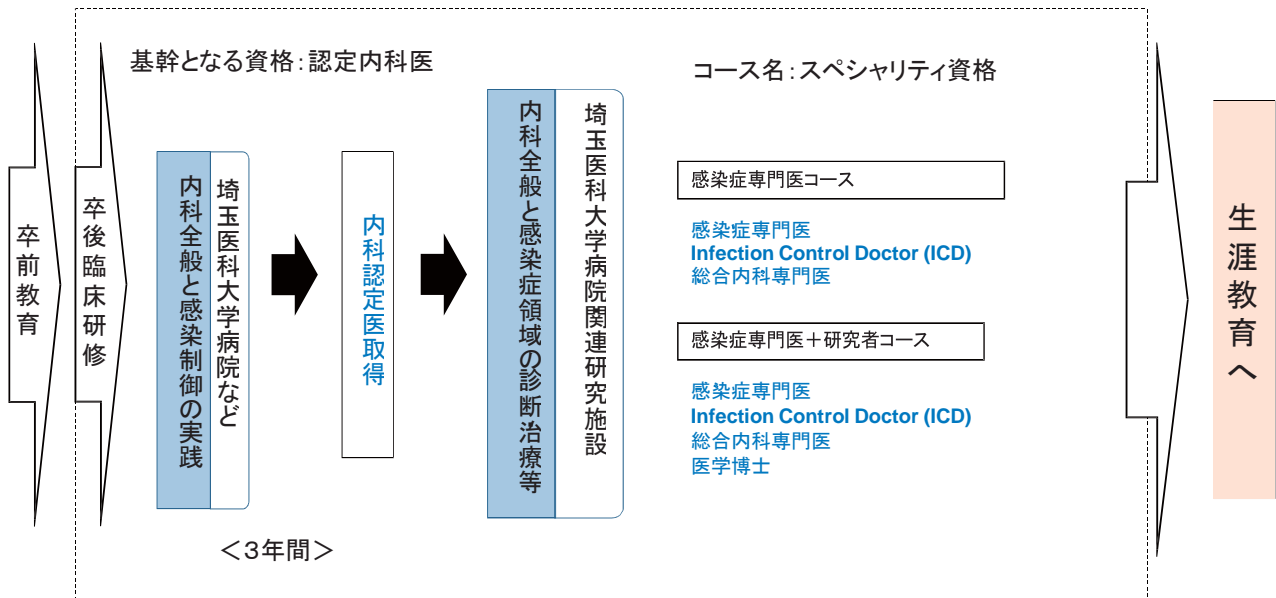 基幹となる資格：認定内科医
コース名：スペシャリティ資格
卒前教育
卒後臨床研修
埼玉医科大学病院など
内科全般と感染制御の実践
内科認定医取得
埼玉医科大学病院関連研究施設
内科全般と感染症領域の診断治療等
感染症専門医コース
感染症専門医
Infection Control Doctor (ICD)
総合内科専門医
感染症専門医＋研究者コース
感染症専門医
Infection Control Doctor (ICD)
総合内科専門医
医学博士
生涯教育へ
＜3年間＞